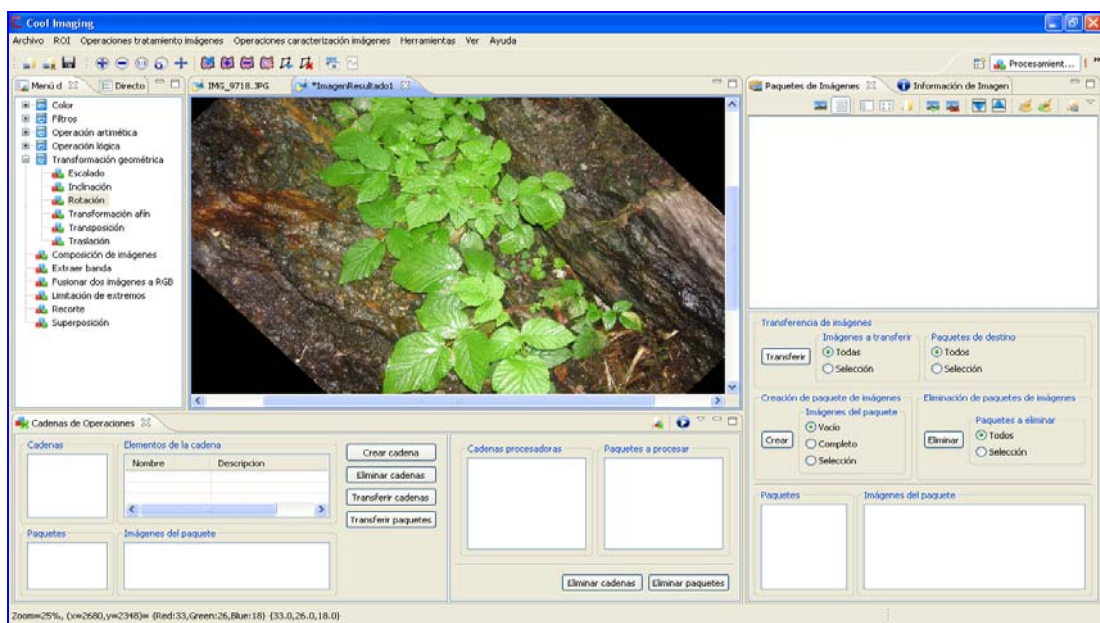 Cool Imaging
Archivo ROI Operaciones tratamiento imágenes Operaciones caracterización imágenes Herramientas Ver Ayuda
Procesamient...
Menú d
Directo
IMG_9718.JPG
*ImagenResultado1
Paquetes de Imágenes
Información de Imagen
Color
Filtros
Operación artimética
Operación lógica
Transformación geométrica
Escalado
Inclinación
Rotación
Transformación afín
Transposición
Traslación
Composición de imágenes
Extraer banda
Fusionar dos imágenes a RGB
Limitación de extremos
Recorte
Superposición
Transferencia de imágenes
Transferir
Imágenes a transferir
Todas
Selección
Paquetes de destino
Todos
Selección
Creación de paquete de imágenes
Crear
Imágenes del paquete
Vacío
Completo
Selección
Eliminación de paquetes de imágenes
Eliminar
Paquetes a eliminar
Todos
Selección
Paquetes
Imágenes del paquete
Cadenas de Operaciones
Cadenas
Elementos de la cadena
Nombre Descripcion
Crear cadena
Eliminar cadenas
Transferir cadenas
Transferir paquetes
Paquetes
Imágenes del paquete
Cadenas procesadoras
Paquetes a procesar
Eliminar cadenas
Eliminar paquetes
Zoom=25%, (x=2680,y=2348)= {Red:33,Green:26,Blue:18} {33.0,26.0,18.0}